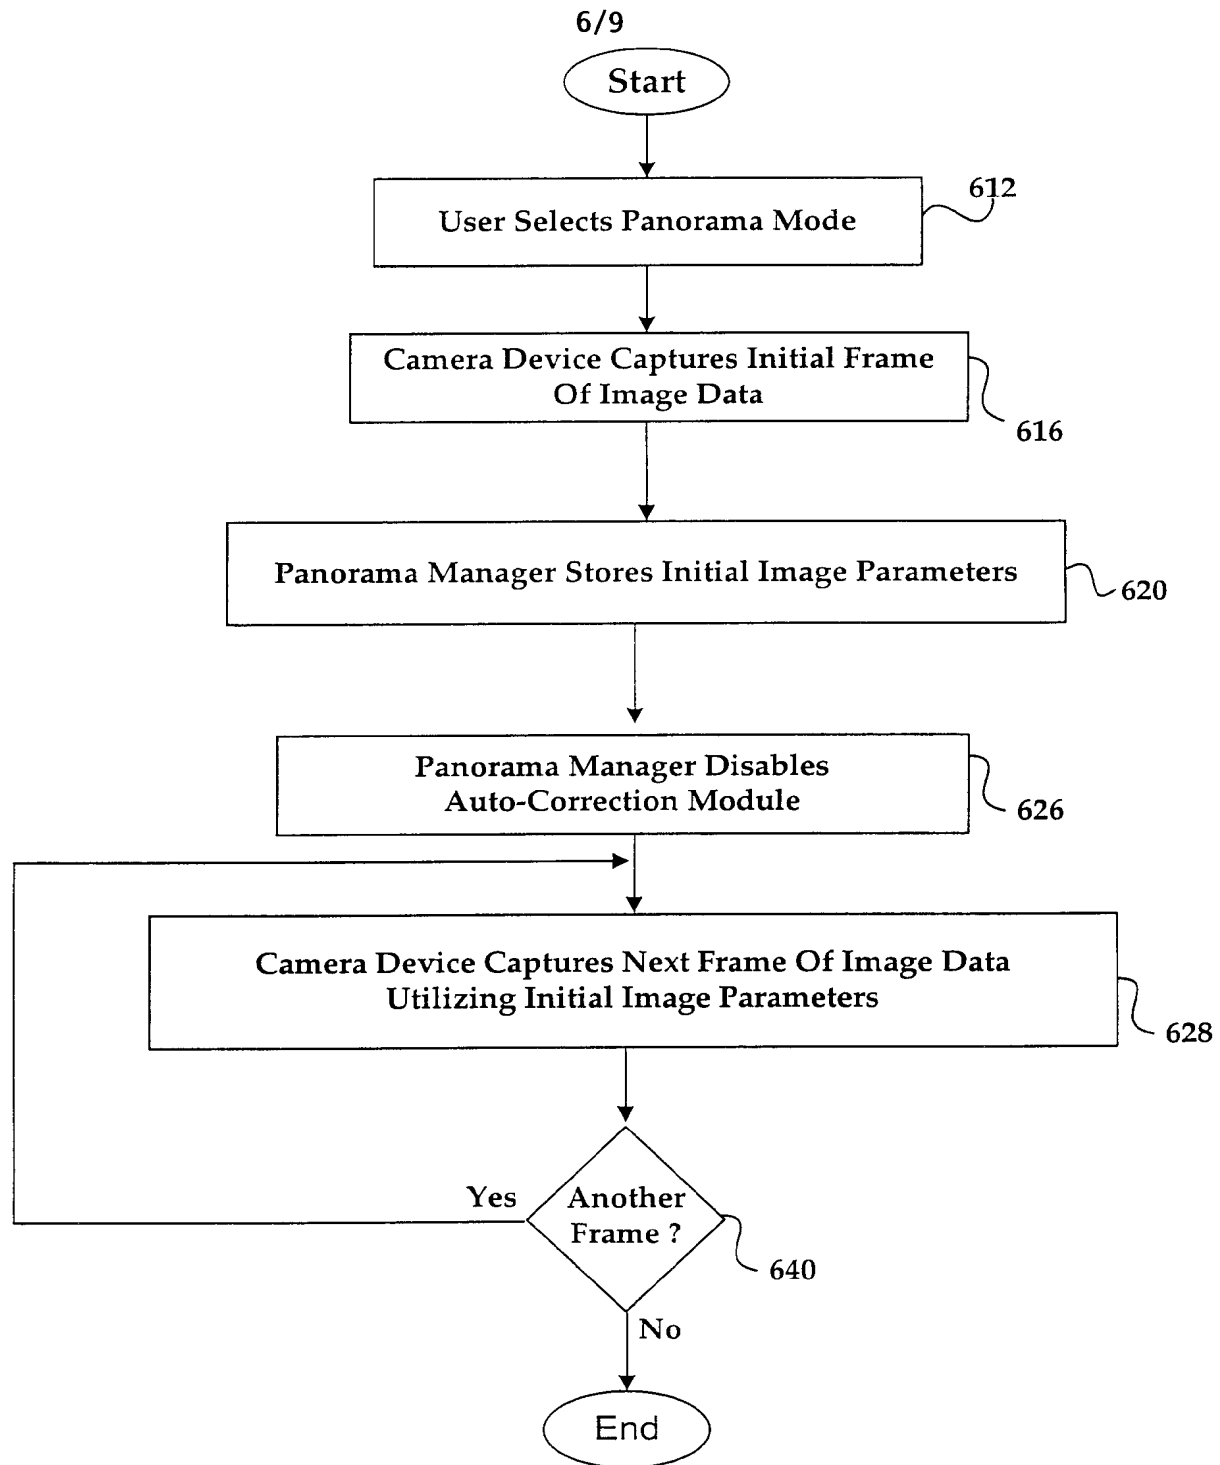 6/9
Start
User Selects Panorama Mode
612
Camera Device Captures Initial Frame
Of Image Data
616
Panorama Manager Stores Initial Image Parameters
620
Panorama Manager Disables
Auto-Correction Module
626
Camera Device Captures Next Frame Of Image Data
Utilizing Initial Image Parameters
628
Yes
Another
Frame ?
640
No
End